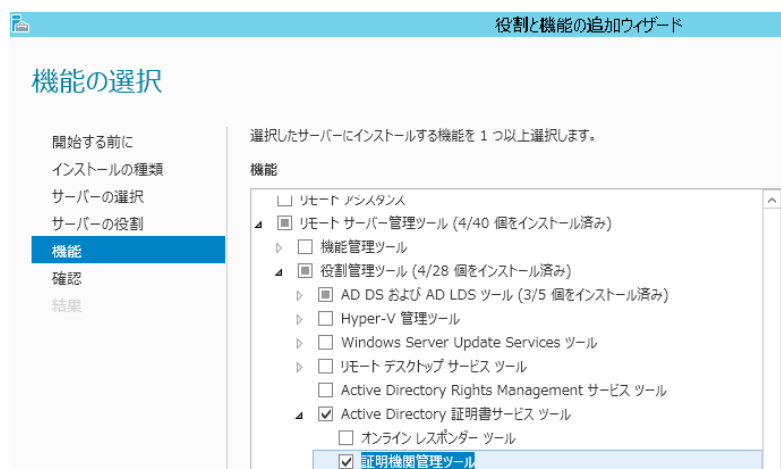 役割と機能の追加ウィザード
機能の選択
開始する前に
インストールの種類
サーバーの選択
サーバーの役割
機能
確認
結果
選択したサーバーにインストールする機能を 1 つ以上選択します。
機能
リモート アシスタンス
リモート サーバー管理ツール (4/40 個をインストール済み)
機能管理ツール
役割管理ツール (4/28 個をインストール済み)
AD DS および AD LDS ツール (3/5 個をインストール済み)
Hyper-V 管理ツール
Windows Server Update Services ツール
リモート デスクトップ サービス ツール
Active Directory Rights Management サービス ツール
Active Directory 証明書サービス ツール
オンライン レスポンダー ツール
証明機関管理ツール